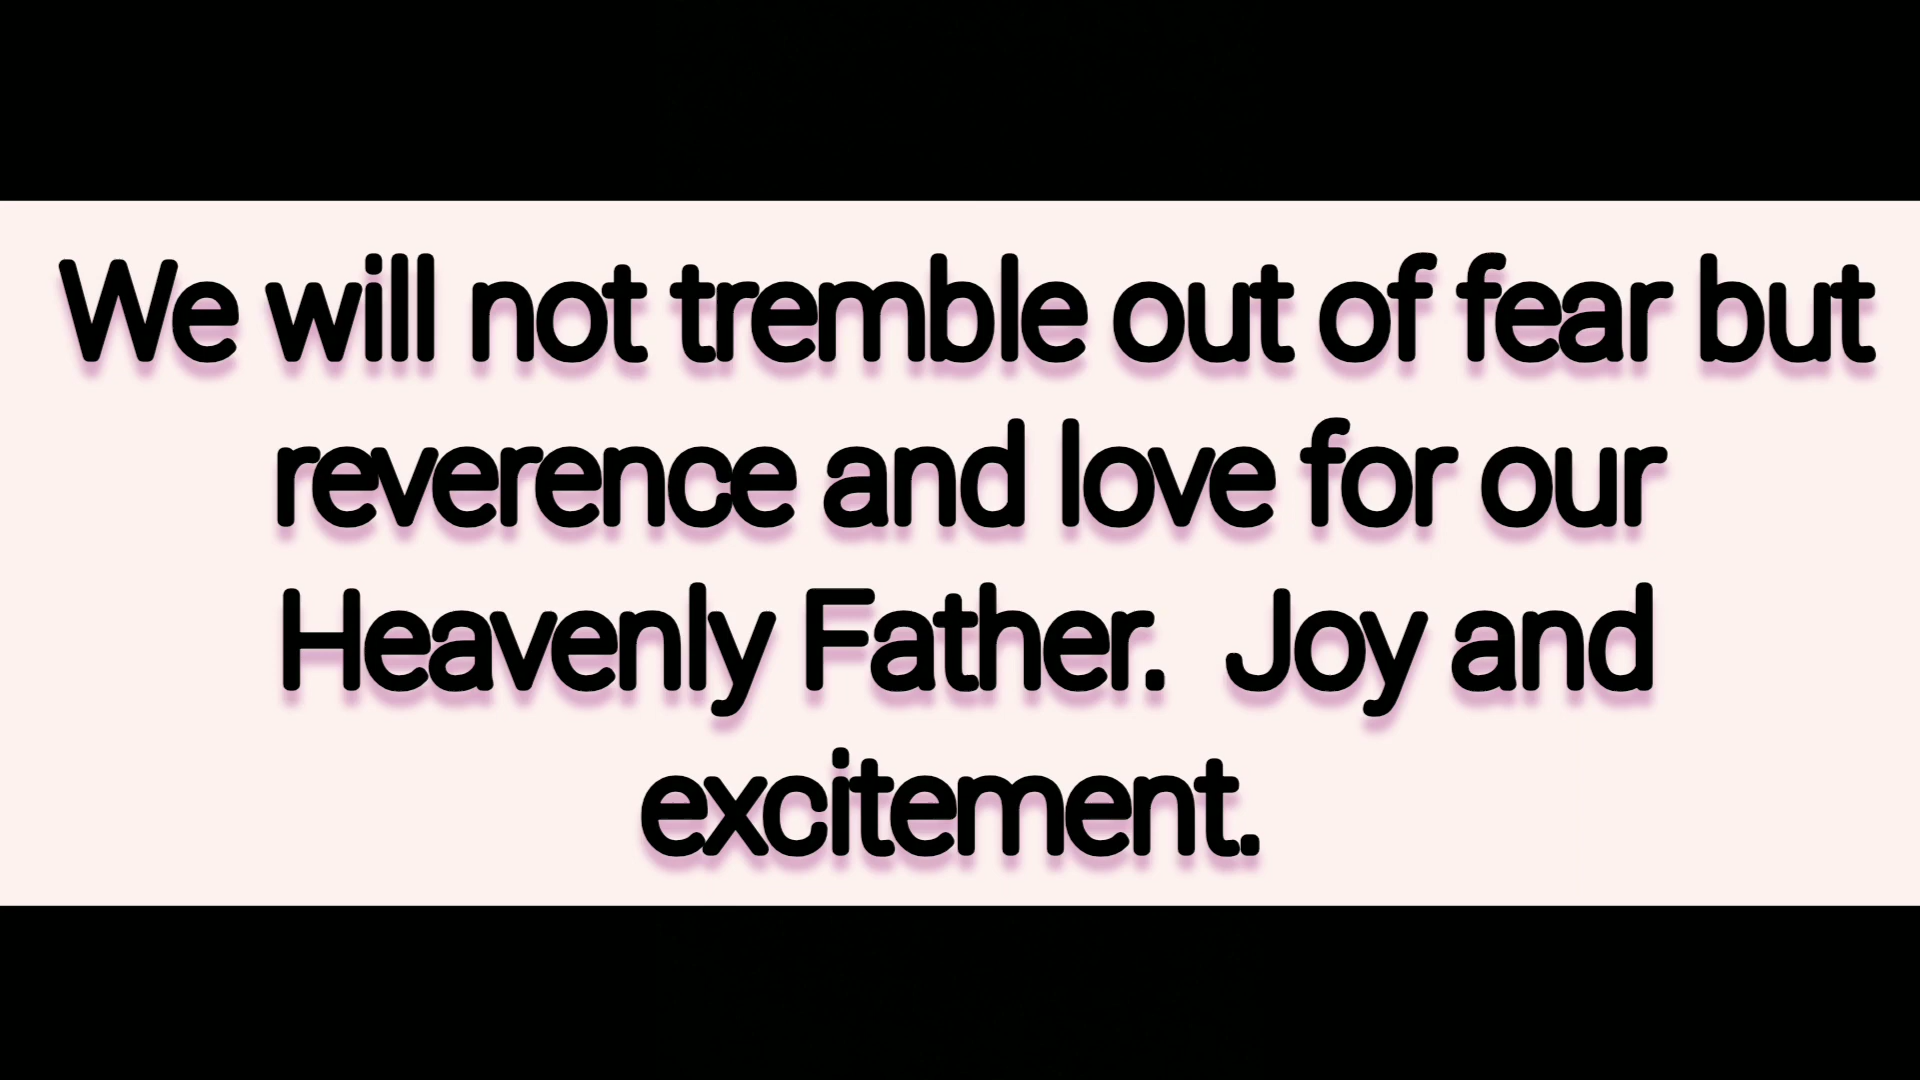 We will not tremble out of fear but
reverence and love for our
Heavenly Father.  Joy and
excitement.